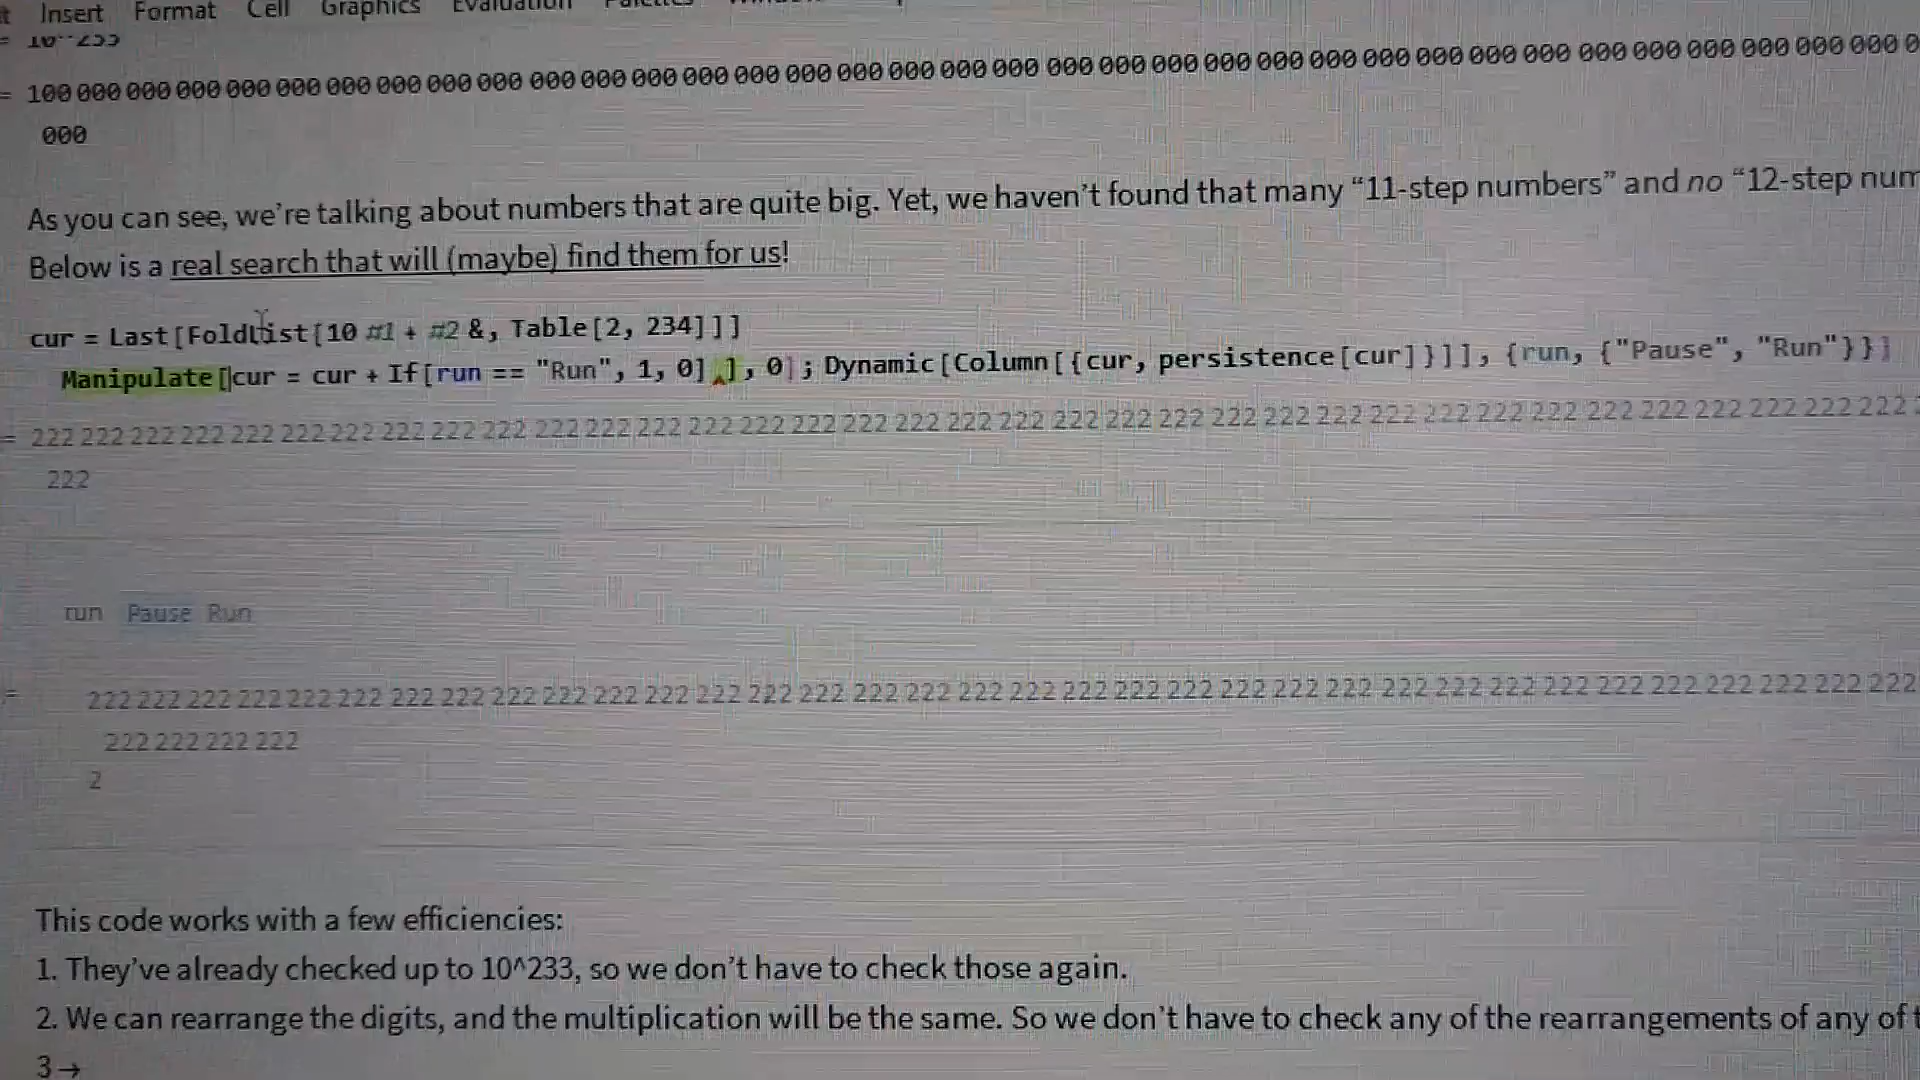 Insert Format Cell Graphics Evaluation
= 10^233
= 100 000 000 000 000 000 000 000 000 000 000 000 000 000 000 000 000 000 000 000 000 000 000 000 000 000 000 000 000 000 000 000 000 000 0
000
As you can see, we're talking about numbers that are quite big. Yet, we haven't found that many “11-step numbers” and no “12-step num
Below is a real search that will (maybe) find them for us!
cur = Last[FoldList[10 #1 + #2 &, Table[2, 234]]]
Manipulate[cur = cur + If[run == "Run", 1, 0] ], 0]; Dynamic[Column[{cur, persistence[cur]}]], {run, {"Pause", "Run"}}]
= 222 222 222 222 222 222 222 222 222 222 222 222 222 222 222 222 222 222 222 222 222 222 222 222 222 222 222 222 222 222 222 222 222 222 222 222
222
run Pause Run
= 222 222 222 222 222 222 222 222 222 222 222 222 222 222 222 222 222 222 222 222 222 222 222 222 222 222 222 222 222 222 222 222 222 222 222
222 222 222 222
2
This code works with a few efficiencies:
1. They've already checked up to 10^233, so we don't have to check those again.
2. We can rearrange the digits, and the multiplication will be the same. So we don't have to check any of the rearrangements of any of t
3→